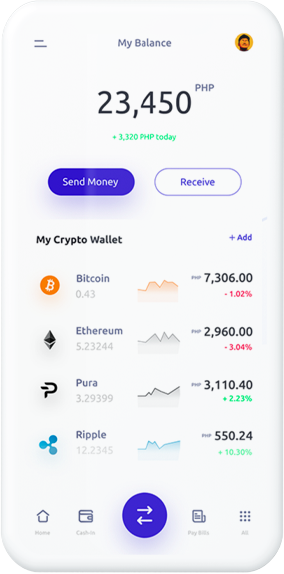 My Balance
23,450 PHP
+ 3,320 PHP today
Send Money
Receive
My Crypto Wallet
+ Add
Bitcoin
0.43
PHP 7,306.00
- 1.02%
Ethereum
5.23244
PHP 2,960.00
- 3.04%
Pura
3.29399
PHP 3,110.40
+ 2,23%
Ripple
12.2345
PHP 550.24
+ 10.30%
Home
Cash-in
Pay Bills
All